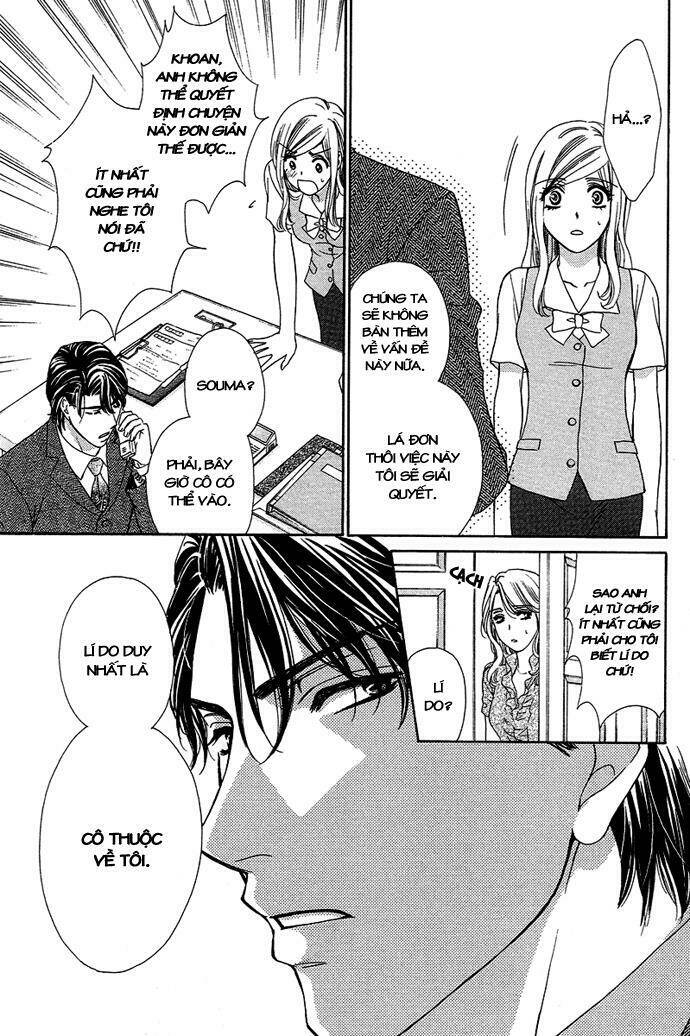 HẢ...?
CHÚNG TA
SẼ KHÔNG
BÀN THÊM
VỀ VẤN ĐỀ
NÀY NỮA.
LÁ ĐƠN
THÔI VIỆC NÀY
TÔI SẼ GIẢI
QUYẾT.
KHOAN,
ANH KHÔNG
THỂ QUYẾT
ĐỊNH CHUYỆN
NÀY ĐƠN GIẢN
THẾ ĐƯỢC...
ÍT NHẤT
CŨNG PHẢI
NGHE TÔI
NÓI ĐÃ
CHỨ!!
SOUMA?
PHẢI, BÂY
GIỜ CÔ CÓ
THỂ VÀO.
SAO ANH
LẠI TỪ CHỐI?
ÍT NHẤT CŨNG
PHẢI CHO TÔI
BIẾT LÍ DO
CHỨ!
CẠCH
LÍ
DO?
LÍ DO DUY
NHẤT LÀ
CÔ THUỘC
VỀ TÔI.